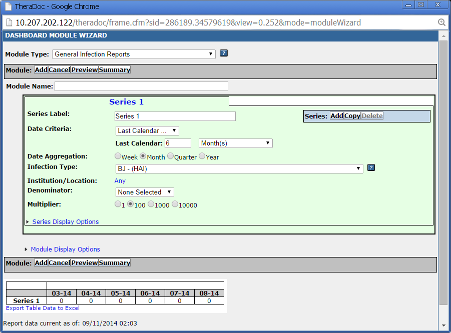 TheraDoc - Google Chrome
10.207.202.122/theradoc/frame.cfm?sid=286189.34579619&view=0.252&mode=moduleWizard
DASHBOARD MODULE WIZARD
Module Type: General Infection Reports ?
Module: Add Cancel Preview Summary
Module Name:
Series 1
Series Label: Series 1
Series: Add Copy Delete
Date Criteria: Last Calendar ...
Last Calendar: 6 Month(s)
Date Aggregation: Week Month Quarter Year
Infection Type: BJ - (HAI) ?
Institution/Location: Any
Denominator: None Selected
Multiplier: 1 100 1000 10000
Series Display Options
Module Display Options
Module: Add Cancel Preview Summary
03-14 04-14 05-14 06-14 07-14 08-14
Series 1 0 0 0 0 0 0
Export Table Data to Excel
Report data current as of: 09/11/2014 02:03